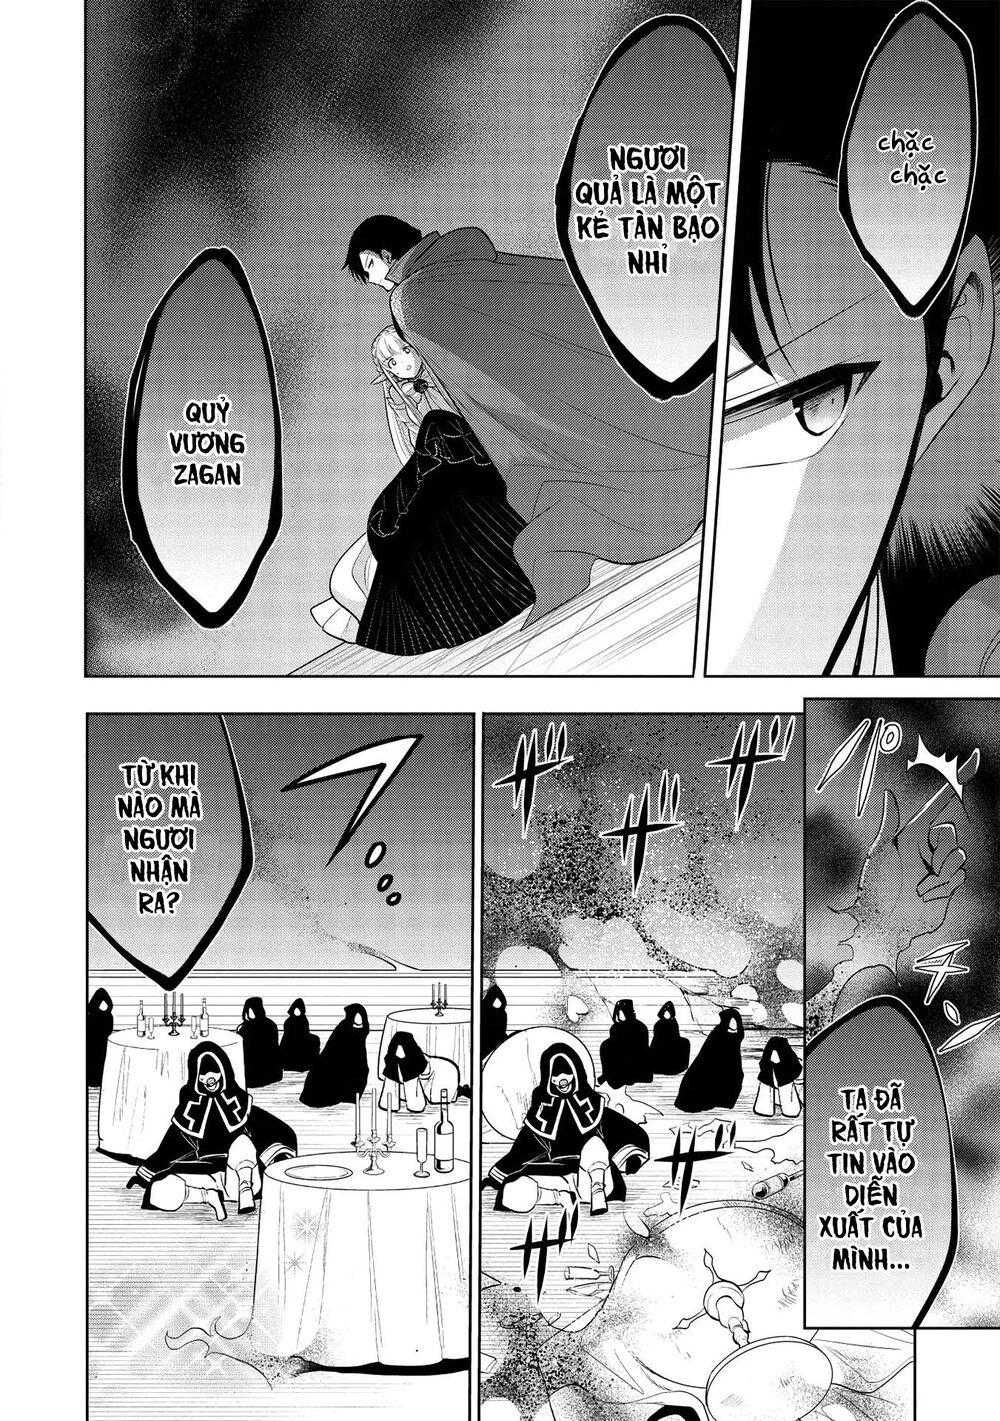 chặc
chặc
NGƯƠI
QUẢ LÀ MỘT
KẺ TÀN BẠO
NHỈ
QUỶ
VƯƠNG
ZAGAN
TA ĐÃ
RẤT TỰ
TIN VÀO
DIỄN
XUẤT CỦA
MÌNH...
TỪ KHI
NÀO MÀ
NGƯƠI
NHẬN
RA?